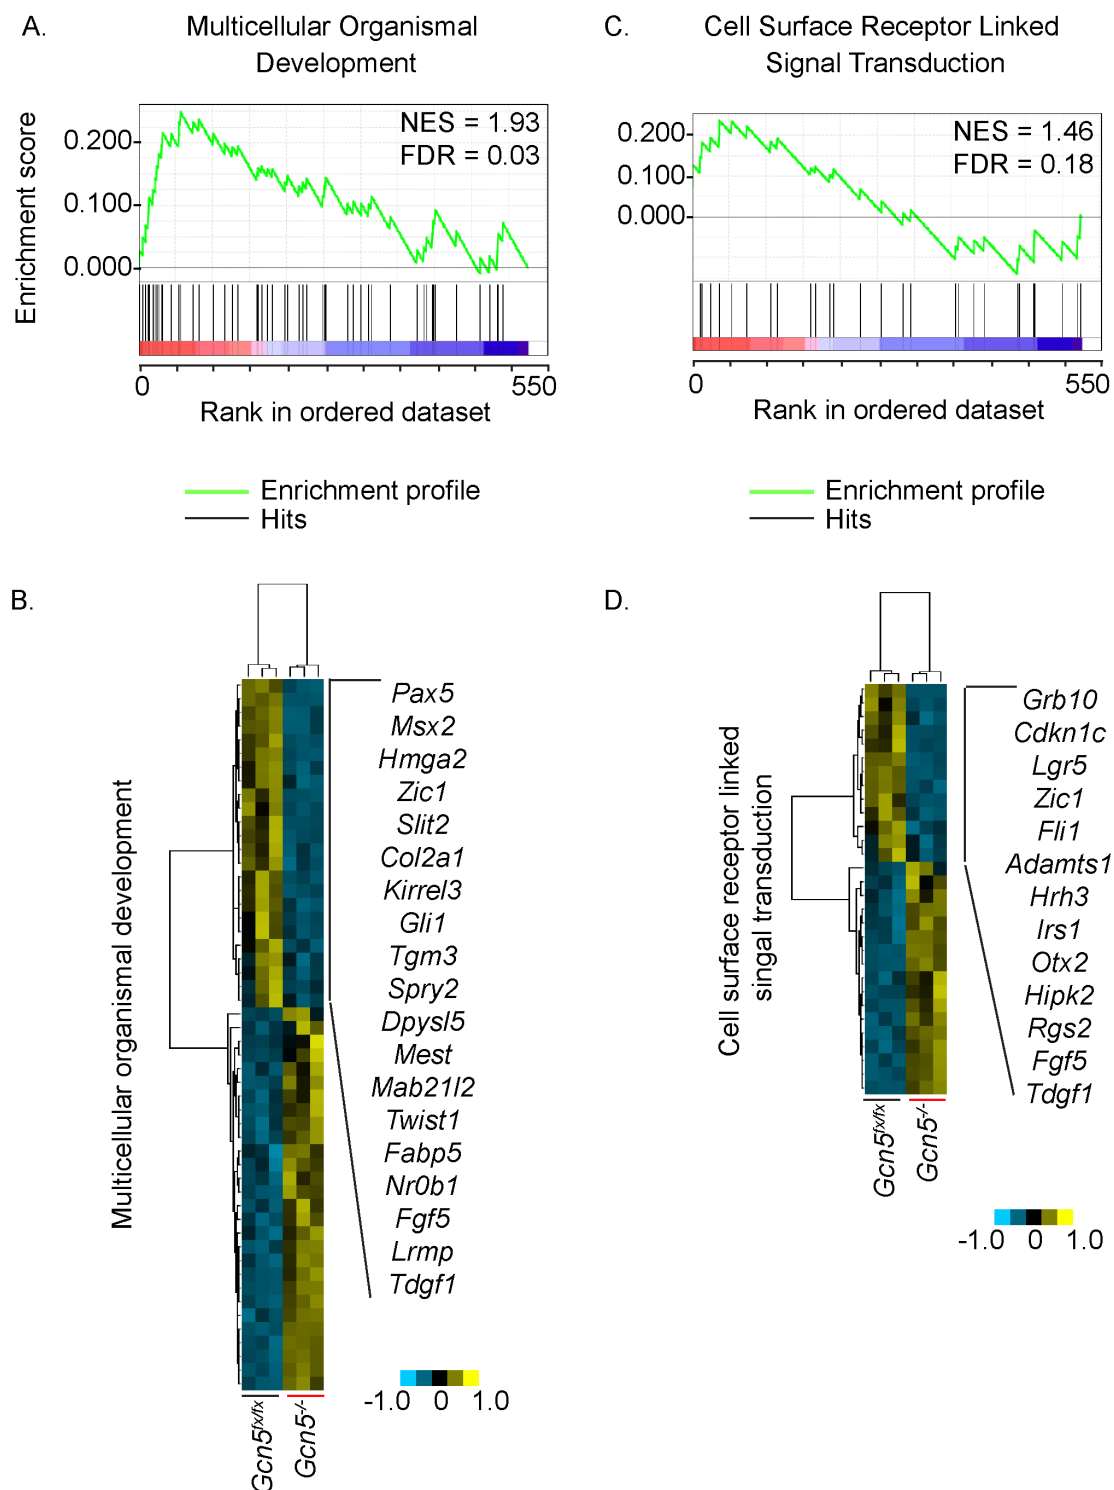 A.
Multicellular Organismal
Development
Enrichment score
0.200
0.100
0.000
NES = 1.93
FDR = 0.03
0
550
Rank in ordered dataset
Enrichment profile
Hits
C.
Cell Surface Receptor Linked
Signal Transduction
0.200
0.100
0.000
NES = 1.46
FDR = 0.18
0
550
Rank in ordered dataset
Enrichment profile
Hits
B.
Multicellular organismal development
Pax5
Msx2
Hmga2
Zic1
Slit2
Col2a1
Kirrel3
Gli1
Tgm3
Spry2
Dpysl5
Mest
Mab21l2
Twist1
Fabp5
Nr0b1
Fgf5
Lrmp
Tdgf1
Gcn5fx/fx
Gcn5-/-
-1.0 0 1.0
D.
Cell surface receptor linked
singal transduction
Grb10
Cdkn1c
Lgr5
Zic1
Fli1
Adamts1
Hrh3
Irs1
Otx2
Hipk2
Rgs2
Fgf5
Tdgf1
Gcn5fx/fx
Gcn5-/-
-1.0 0 1.0